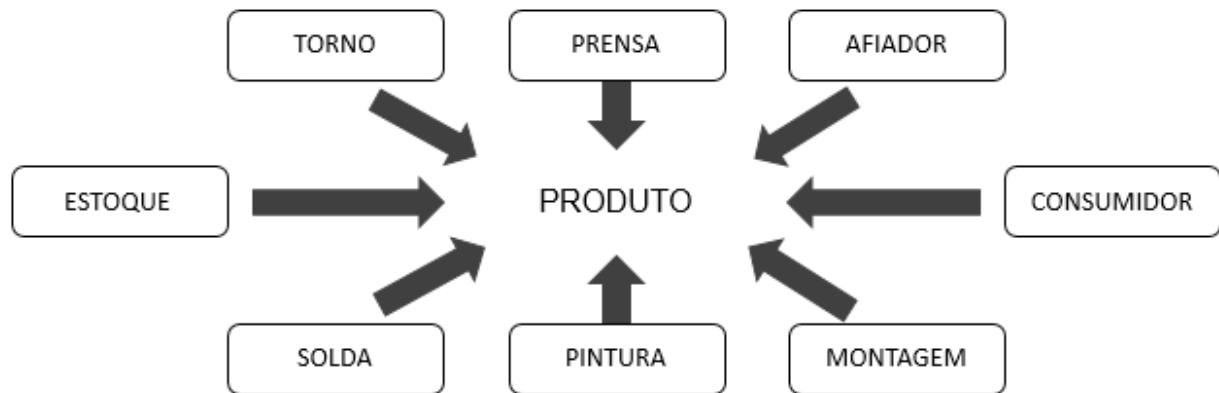 TORNO
PRENSA
AFIADOR
ESTOQUE
PRODUTO
CONSUMIDOR
SOLDA
PINTURA
MONTAGEM